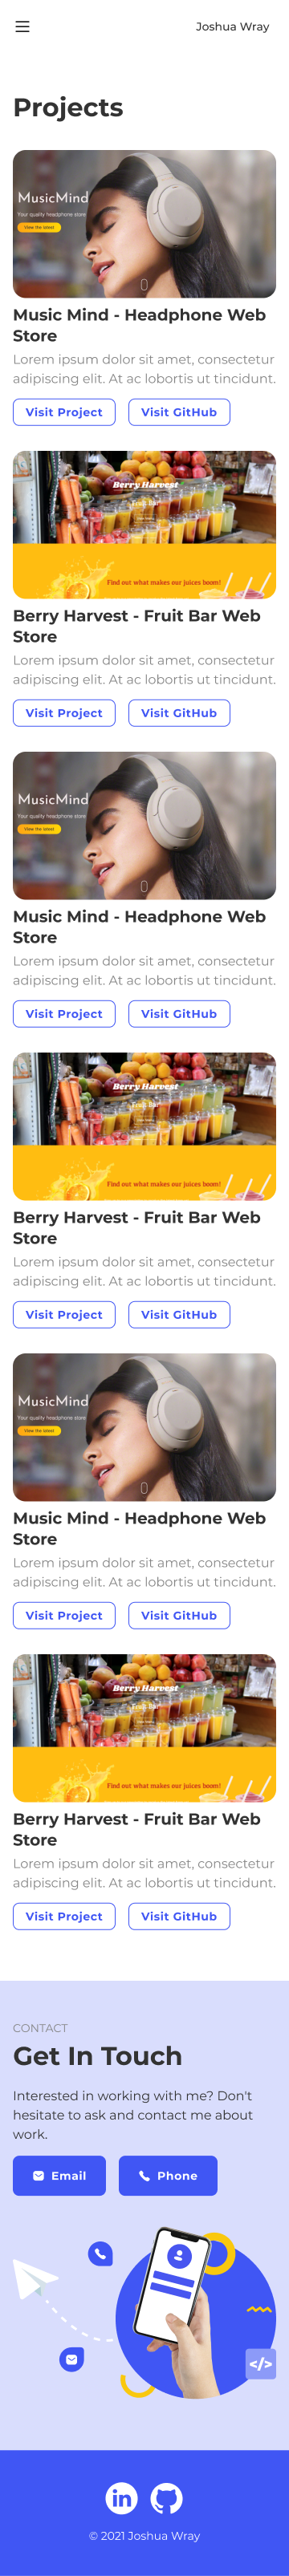 Joshua Wray
Projects
MusicMind
Your quality headphone store
View the latest
Music Mind - Headphone Web
Store
Lorem ipsum dolor sit amet, consectetur
adipiscing elit. At ac lobortis ut tincidunt.
Visit Project
Visit GitHub
Berry Harvest
Fruit Bar
Find out what makes our juices boom!
Berry Harvest - Fruit Bar Web
Store
Lorem ipsum dolor sit amet, consectetur
adipiscing elit. At ac lobortis ut tincidunt.
Visit Project
Visit GitHub
MusicMind
Your quality headphone store
View the latest
Music Mind - Headphone Web
Store
Lorem ipsum dolor sit amet, consectetur
adipiscing elit. At ac lobortis ut tincidunt.
Visit Project
Visit GitHub
Berry Harvest
Fruit Bar
Find out what makes our juices boom!
Berry Harvest - Fruit Bar Web
Store
Lorem ipsum dolor sit amet, consectetur
adipiscing elit. At ac lobortis ut tincidunt.
Visit Project
Visit GitHub
MusicMind
Your quality headphone store
View the latest
Music Mind - Headphone Web
Store
Lorem ipsum dolor sit amet, consectetur
adipiscing elit. At ac lobortis ut tincidunt.
Visit Project
Visit GitHub
Berry Harvest
Fruit Bar
Find out what makes our juices boom!
Berry Harvest - Fruit Bar Web
Store
Lorem ipsum dolor sit amet, consectetur
adipiscing elit. At ac lobortis ut tincidunt.
Visit Project
Visit GitHub
CONTACT
Get In Touch
Interested in working with me? Don't
hesitate to ask and contact me about
work.
Email
Phone
</>
in
© 2021 Joshua Wray